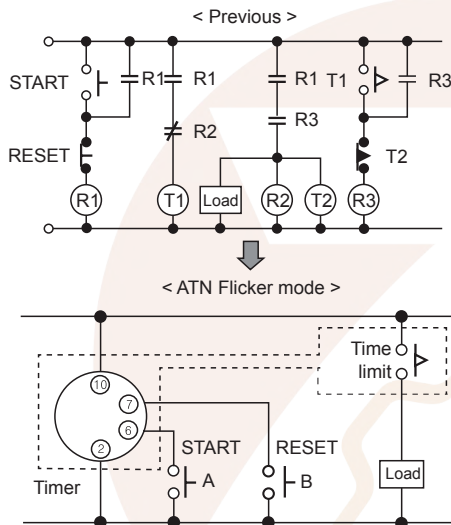 < Previous >
START
R1
R1
R1
T1
R3
R2
R3
RESET
T2
R1
T1
Load
R2
T2
R3
< ATN Flicker mode >
Time
limit
10
7
6
2
START
RESET
A
B
Load
Timer